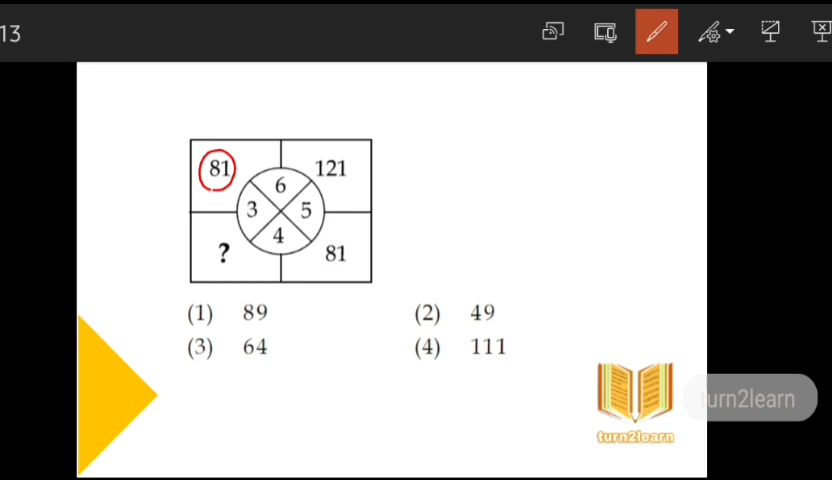 13
81 121
6
3 5
4
? 81
(1) 89 (2) 49
(3) 64 (4) 111
turn2learn
turn2learn